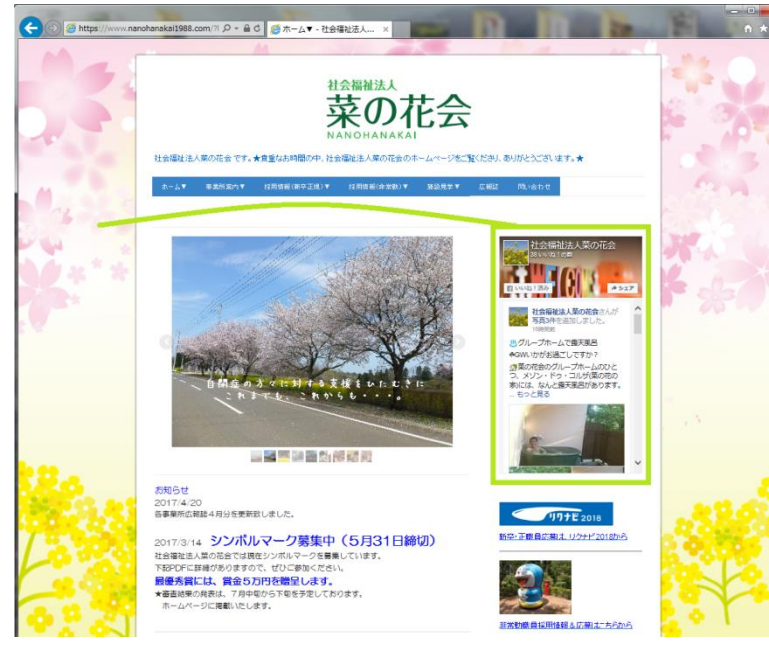 https://www.nanohanakai1988.com/
ホーム▼ - 社会福祉法人...
社会福祉法人
菜の花会
NANOHANAKAI
社会福祉法人菜の花会 です。★貴重なお時間の中、社会福祉法人菜の花会のホームページをご覧くださり、ありがとうございます。★
ホーム▼ 事業所案内▼ 採用情報(新卒正規)▼ 採用情報(非常勤)▼ 施設見学▼ 広報誌 問い合わせ
自閉症の方々に対する支援をひたむきに
これまでも、これからも・・・。
社会福祉法人菜の花会
いいね！済み
シェア
社会福祉法人菜の花会さんが
写真3件を追加しました。
グループホームで露天風呂
GWいかがお過ごしですか？
菜の花会のグループホームのひと
つ、メゾン・ドゥ・コルザ(菜の花の
家)には、なんと露天風呂があります。
... もっと見る
お知らせ
2017/4/20
各事業所広報誌４月分を更新致しました。
2017/3/14 シンボルマーク募集中（５月31日締切）
社会福祉法人菜の花会では現在シンボルマークを募集しています。
下記PDFに詳細がありますので、ぜひご参加ください。
最優秀賞には、賞金５万円を贈呈します。
★審査結果の発表は、７月中旬から下旬を予定しております。
ホームページに掲載いたします。
リクナビ 2018
新卒・正職員応募は、リクナビ2018から
非常勤職員採用情報＆応募はこちらから